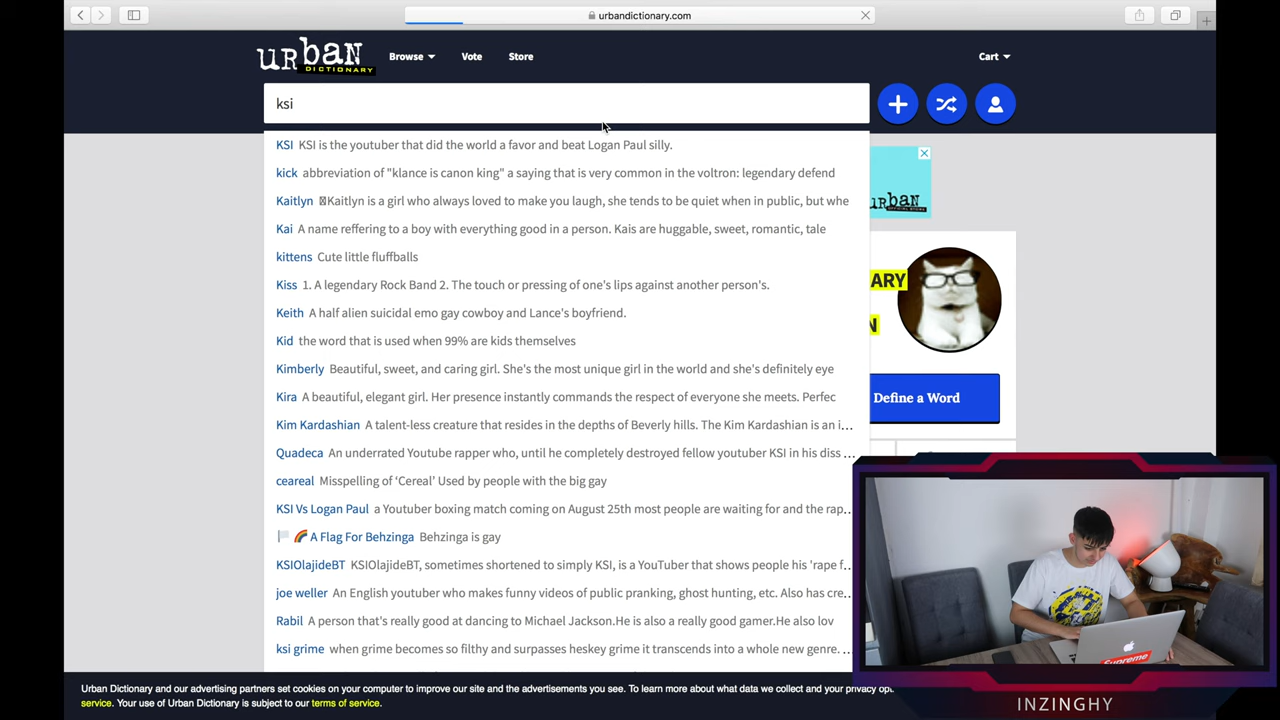 urbandictionary.com
urban
DICTIONARY
Browse
Vote
Store
Cart
ksi
KSI KSI is the youtuber that did the world a favor and beat Logan Paul silly.
kick abbreviation of "klance is canon king" a saying that is very common in the voltron: legendary defend
Kaitlyn Kaitlyn is a girl who always loved to make you laugh, she tends to be quiet when in public, but whe
Kai A name reffering to a boy with everything good in a person. Kais are huggable, sweet, romantic, tale
kittens Cute little fluffballs
Kiss 1. A legendary Rock Band 2. The touch or pressing of one's lips against another person's.
Keith A half alien suicidal emo gay cowboy and Lance's boyfriend.
Kid the word that is used when 99% are kids themselves
Kimberly Beautiful, sweet, and caring girl. She's the most unique girl in the world and she's definitely eye
Kira A beautiful, elegant girl. Her presence instantly commands the respect of everyone she meets. Perfec
Kim Kardashian A talent-less creature that resides in the depths of Beverly hills. The Kim Kardashian is an i...
Quadeca An underrated Youtube rapper who, until he completely destroyed fellow youtuber KSI in his diss ...
ceareal Misspelling of ‘Cereal’ Used by people with the big gay
KSI Vs Logan Paul a Youtuber boxing match coming on August 25th most people are waiting for and the rap...
🏳️‍🌈 A Flag For Behzinga Behzinga is gay
KSIOlajideBT KSIOlajideBT, sometimes shortened to simply KSI, is a YouTuber that shows people his 'rape f...
joe weller An English youtuber who makes funny videos of public pranking, ghost hunting, etc. Also has cre...
Rabil A person that's really good at dancing to Michael Jackson.He is also a really good gamer.He also lov
ksi grime when grime becomes so filthy and surpasses heskey grime it transcends into a whole new genre. ...
urban
ARY
N
Define a Word
Urban Dictionary and our advertising partners set cookies on your computer to improve our site and the advertisements you see. To learn more about what data we collect and your privacy opt
service. Your use of Urban Dictionary is subject to our terms of service.
Supreme
INZINGHY